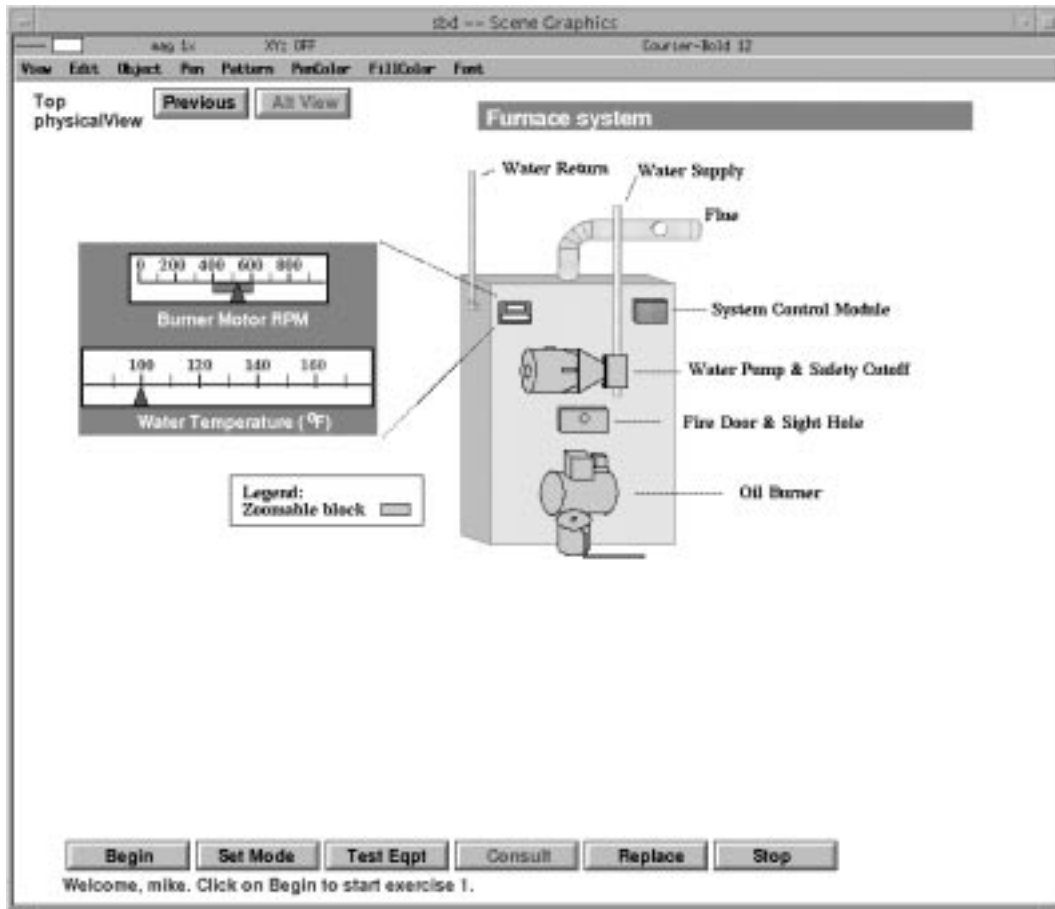 sbd -- Scene Graphics
mag 1x XY: OFF Courier-Bold 12
View Edit Object Pen Pattern PenColor FillColor Font
Top
physicalView
Previous
Alt View
Furnace system
Water Return
Water Supply
Flue
0 200 400 600 800
Burner Motor RPM
System Control Module
100 120 140 160
Water Temperature (ºF)
Water Pump & Safety Cutoff
Fire Door & Sight Hole
Legend:
Zoomable block
Oil Burner
Begin Set Mode Test Eqpt Consult Replace Stop
Welcome, mike. Click on Begin to start exercise 1.